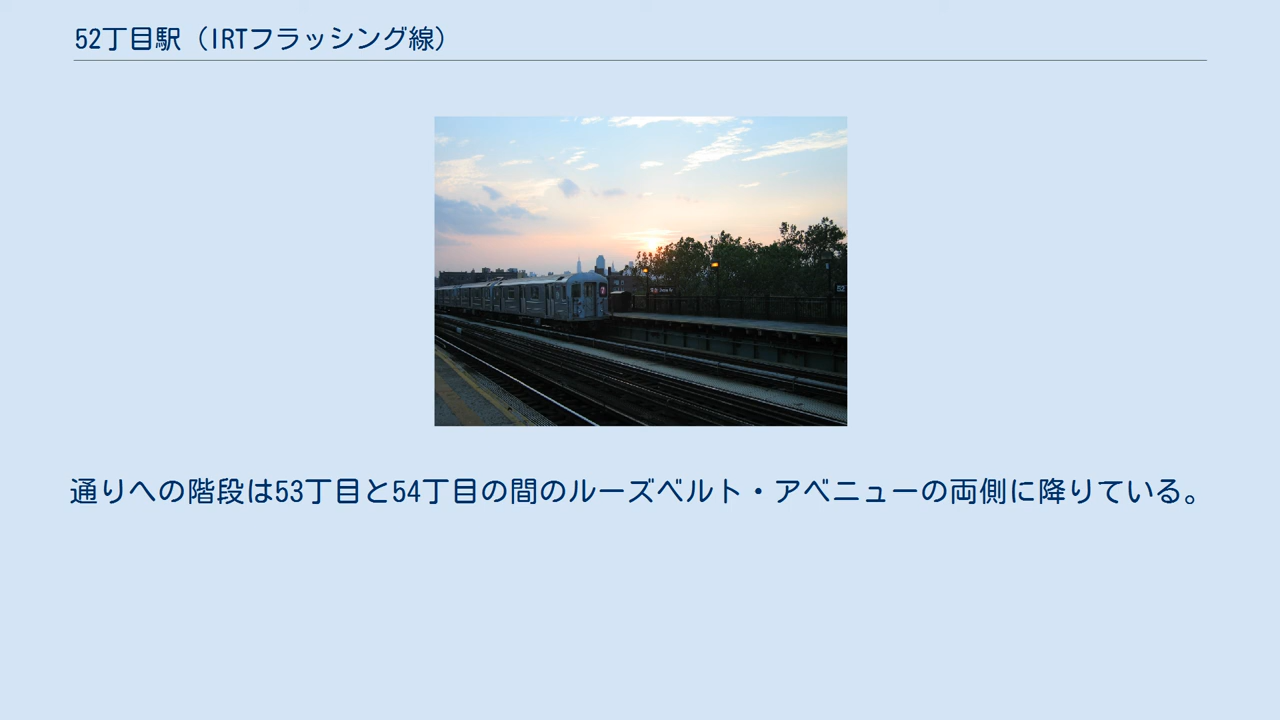 52丁目駅（IRTフラッシング線）
52
通りへの階段は53丁目と54丁目の間のルーズベルト・アベニューの両側に降りている。